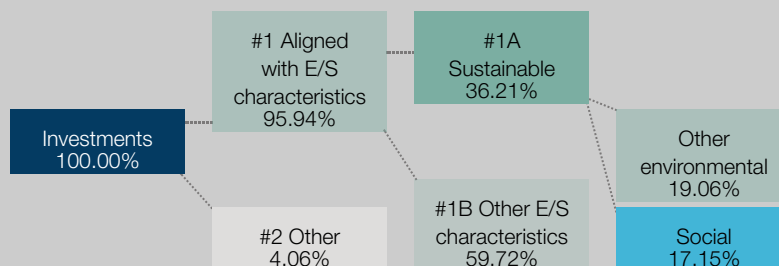 #1 Aligned
with E/S
characteristics
95.94%
#1A
Sustainable
36.21%
Investments
100.00%
Other
environmental
19.06%
#2 Other
4.06%
#1B Other E/S
characteristics
59.72%
Social
17.15%